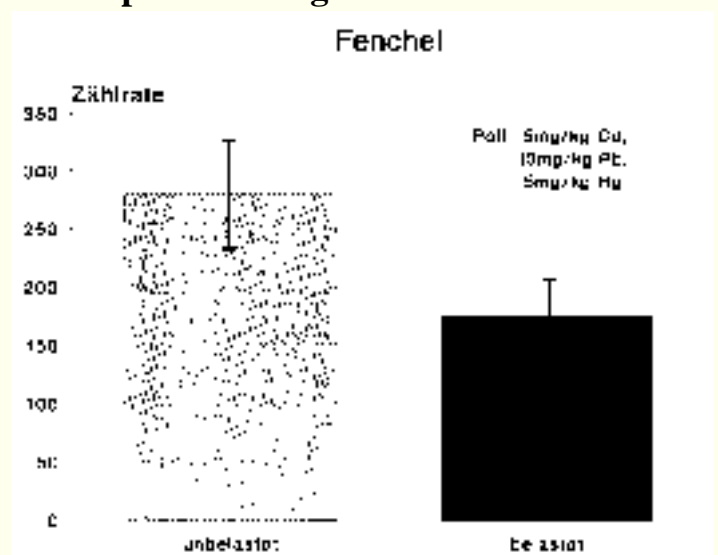 Fenchel
Zählrate
350
300
250
200
150
100
50
0
Poll 5mg/kg Cd,
10mg/kg Pb,
5mg/kg Hg
unbelastet
belastet